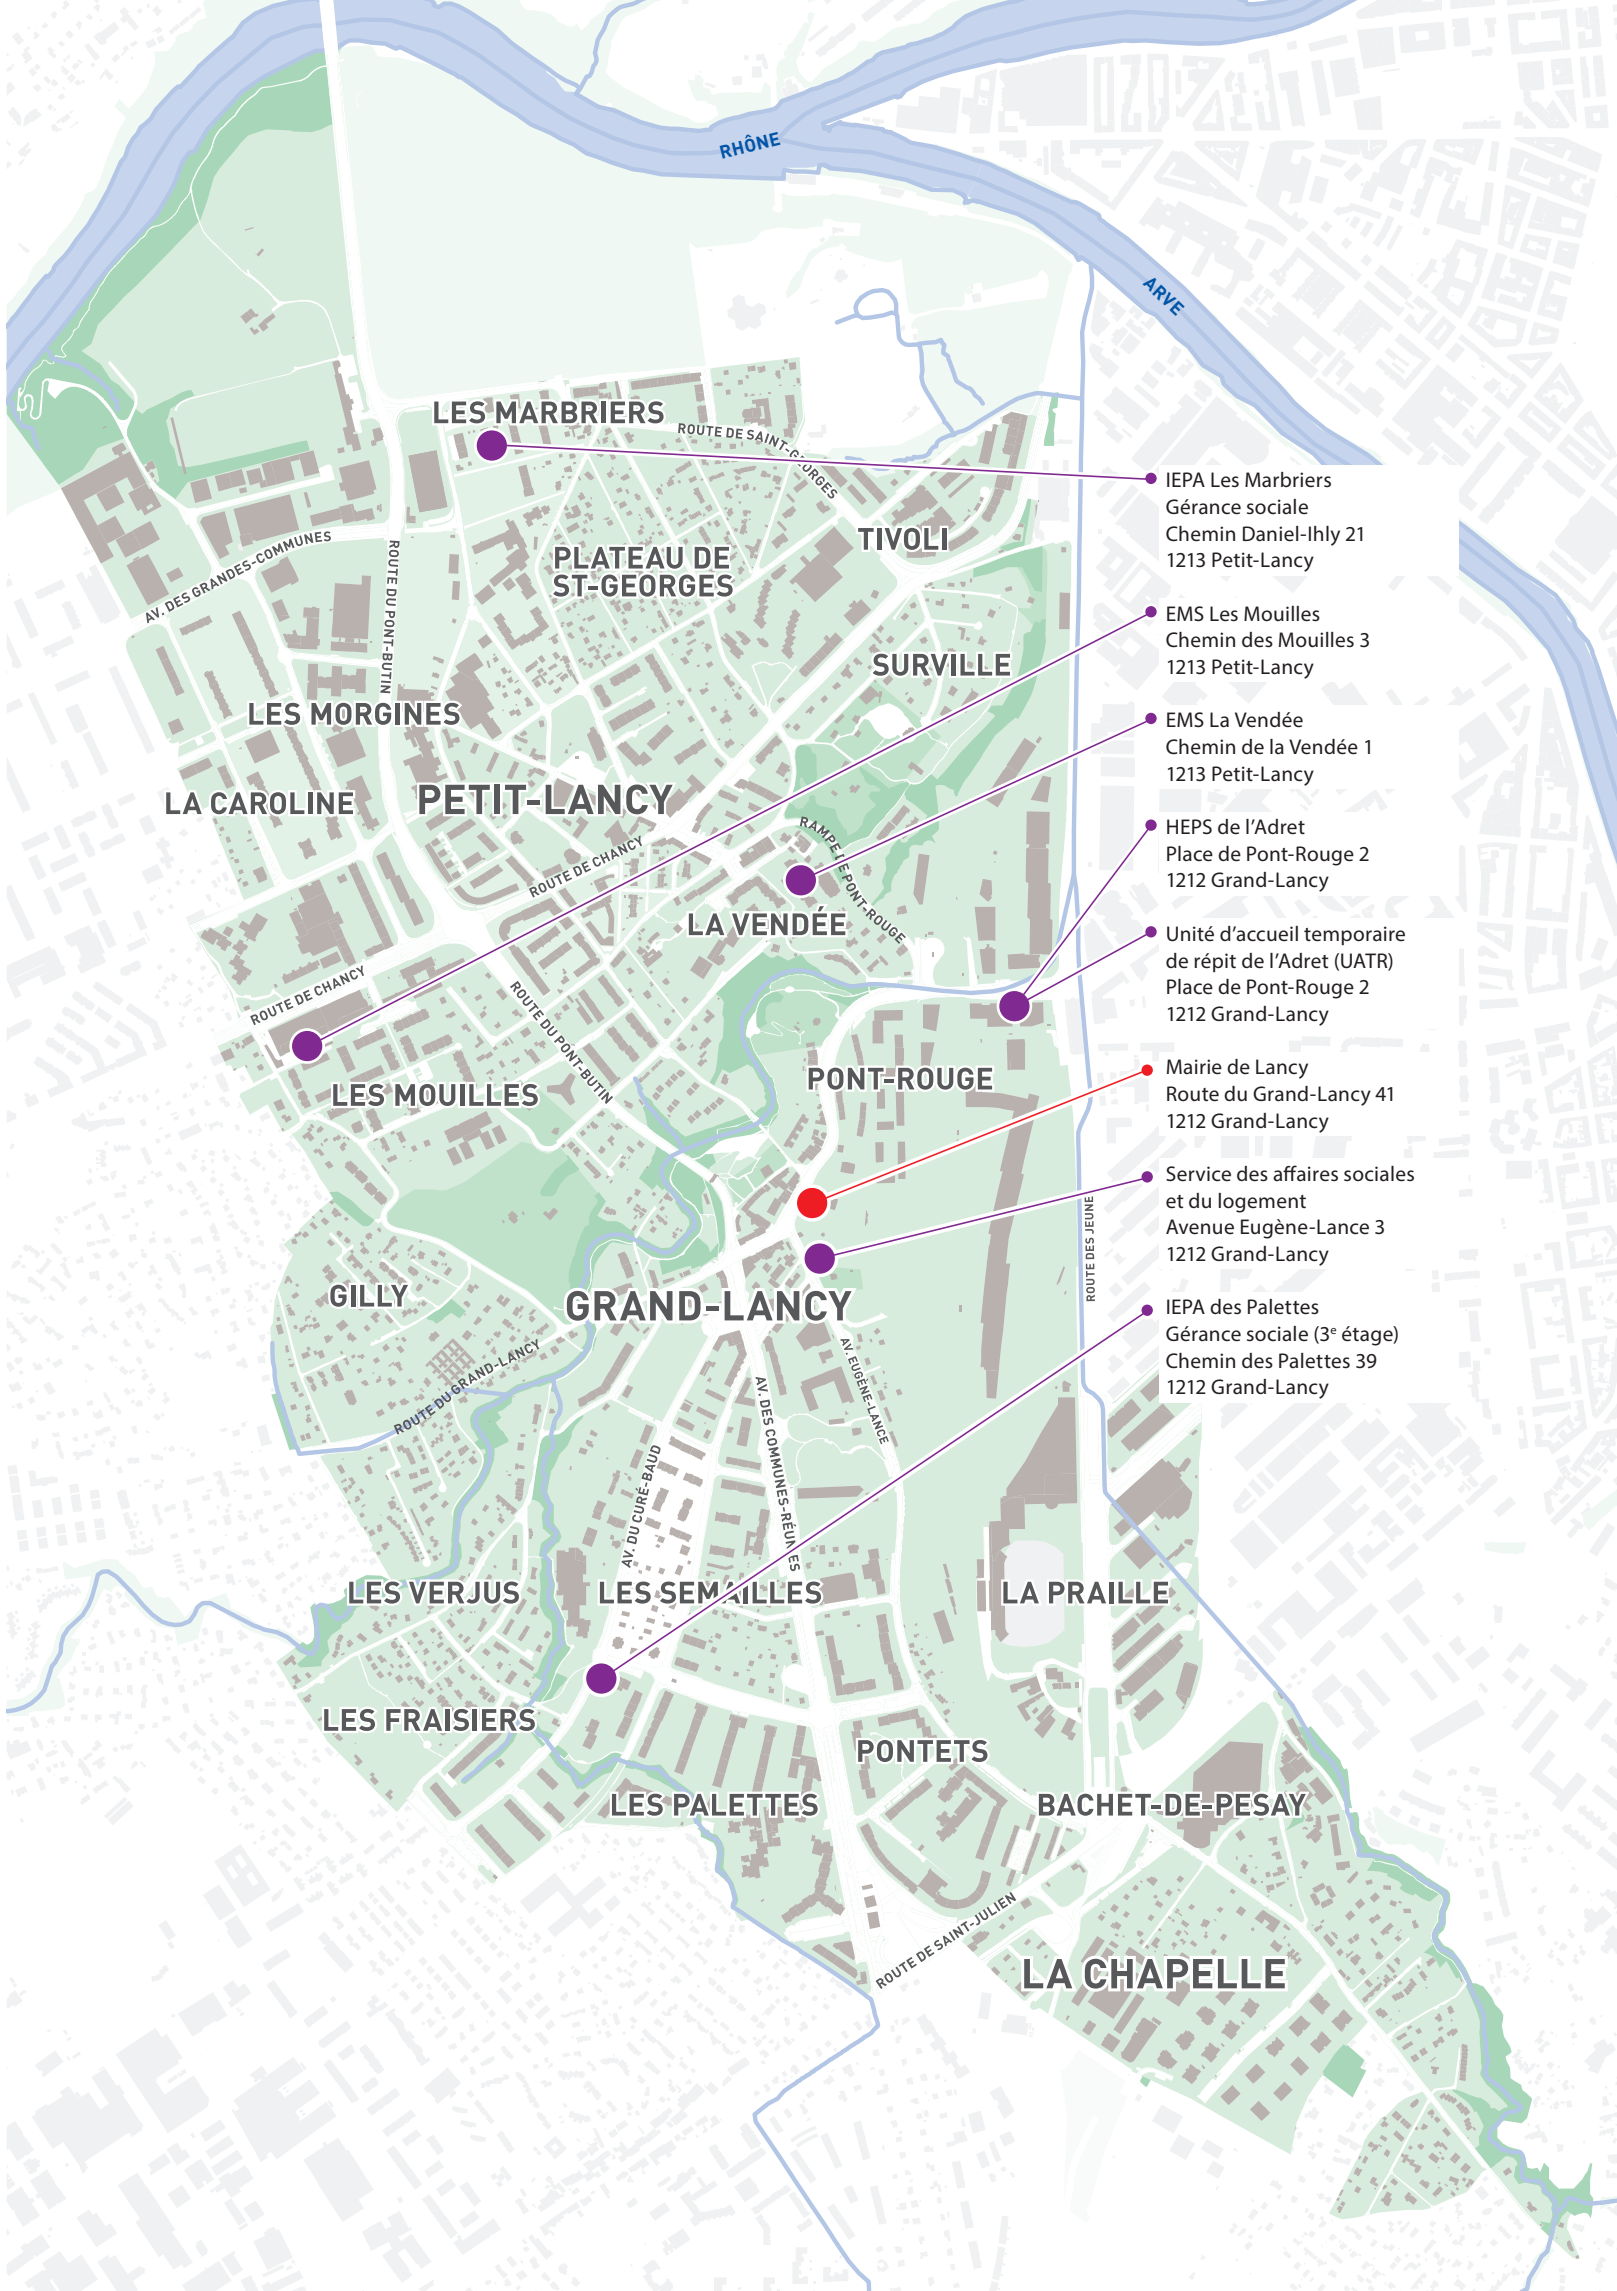 RHÔNE
ARVE
LES MARBRIERS
ROUTE DE SAINT-GEORGES
IEPA Les Marbriers
Gérance sociale
Chemin Daniel-Ihly 21
1213 Petit-Lancy
TIVOLI
PLATEAU DE
ST-GEORGES
AV. DES GRANDES-COMMUNES
ROUTE DU PONT-BUTIN
EMS Les Mouilles
Chemin des Mouilles 3
1213 Petit-Lancy
SURVILLE
LES MORGINES
EMS La Vendée
Chemin de la Vendée 1
1213 Petit-Lancy
LA CAROLINE
PETIT-LANCY
ROUTE DE CHANCY
RAMPE DE PONT-ROUGE
HEPS de l’Adret
Place de Pont-Rouge 2
1212 Grand-Lancy
LA VENDÉE
Unité d’accueil temporaire
de répit de l’Adret (UATR)
Place de Pont-Rouge 2
1212 Grand-Lancy
ROUTE DE CHANCY
ROUTE DU PONT-BUTIN
LES MOUILLES
PONT-ROUGE
Mairie de Lancy
Route du Grand-Lancy 41
1212 Grand-Lancy
Service des affaires sociales
et du logement
Avenue Eugène-Lance 3
1212 Grand-Lancy
ROUTE DES JEUNE
GILLY
GRAND-LANCY
IEPA des Palettes
Gérance sociale (3e étage)
Chemin des Palettes 39
1212 Grand-Lancy
ROUTE DU GRAND-LANCY
AV. EUGÈNE-LANCE
AV. DES COMMUNES-RÉUNIES
AV. DU CURÉ-BAUD
LES VERJUS
LES SEMAILLES
LA PRAILLE
LES FRAISIERS
PONTETS
LES PALETTES
BACHET-DE-PESAY
ROUTE DE SAINT-JULIEN
LA CHAPELLE